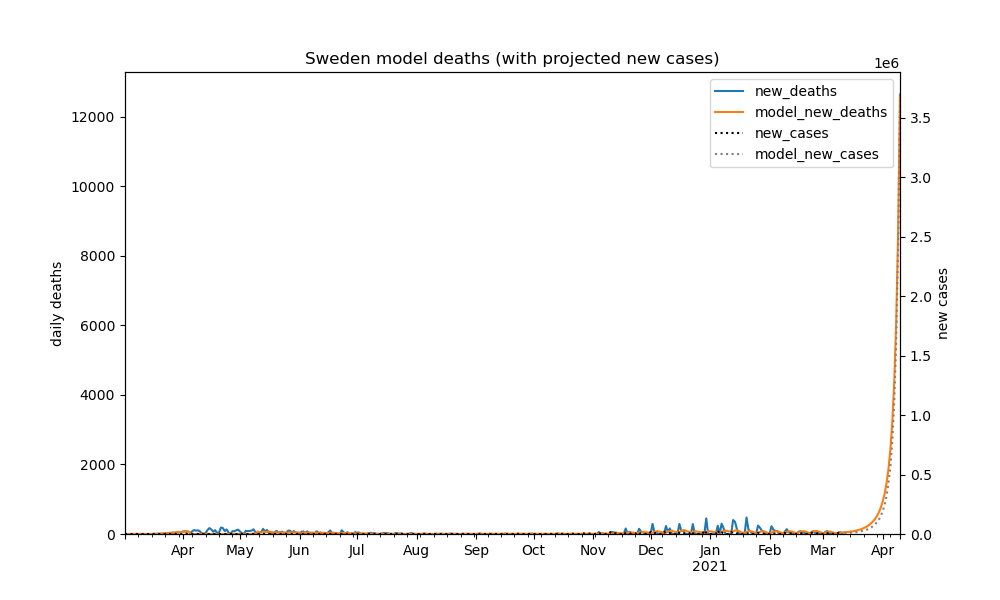 Sweden model deaths (with projected new cases)
1e6
new_deaths
model_new_deaths
new_cases
model_new_cases
12000
10000
8000
6000
4000
2000
0
daily deaths
3.5
3.0
2.5
2.0
1.5
1.0
0.5
0.0
new cases
Apr May Jun Jul Aug Sep Oct Nov Dec Jan Feb Mar Apr
2021